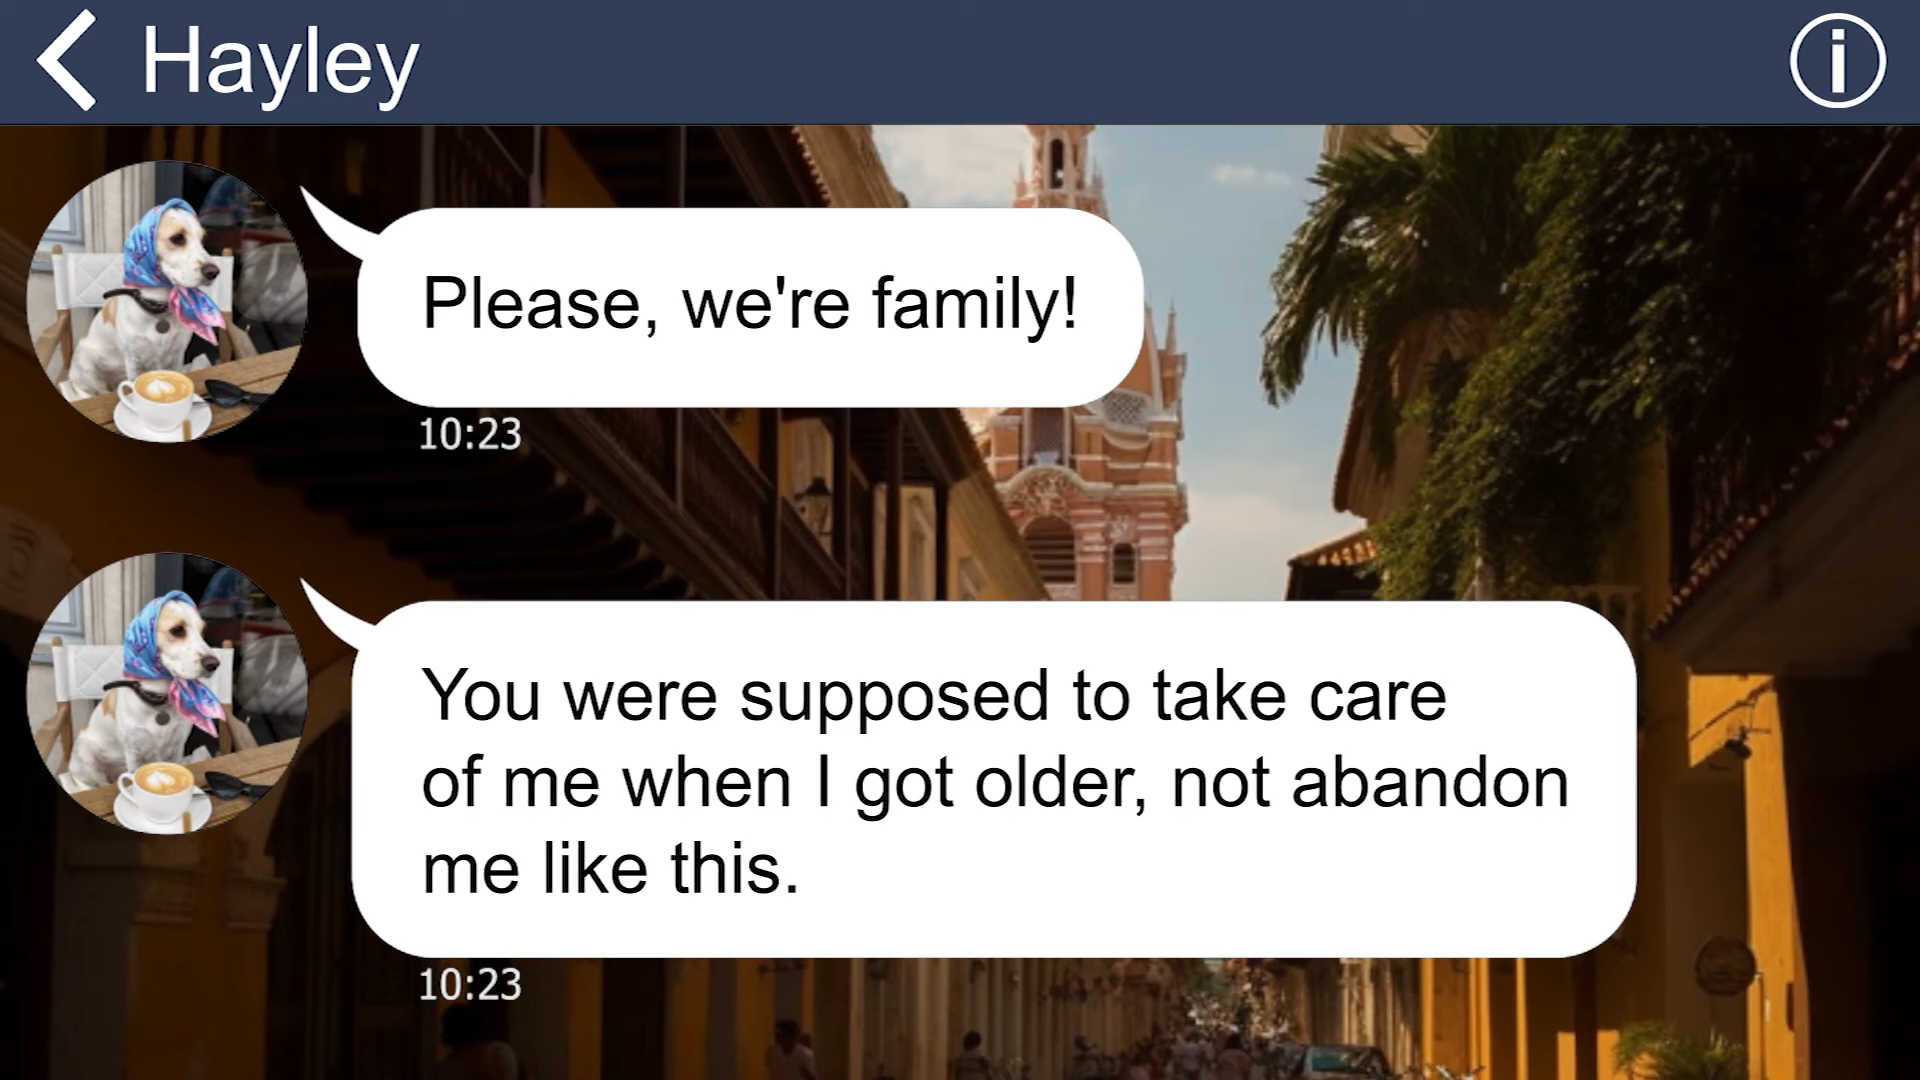 Hayley
Please, we're family!
10:23
You were supposed to take care
of me when I got older, not abandon
me like this.
10:23